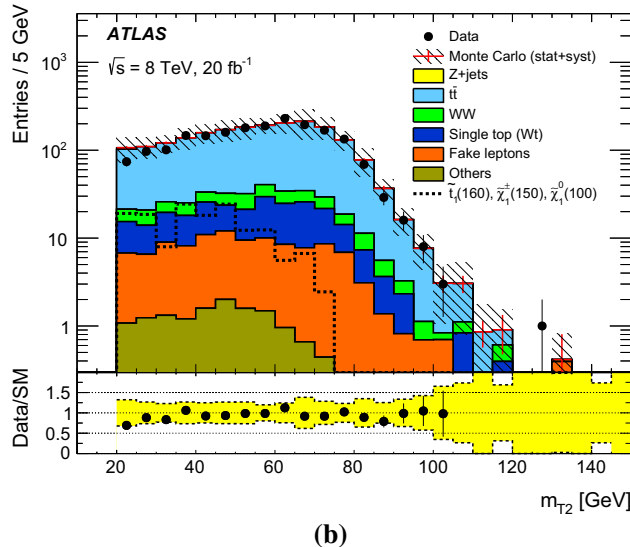 Entries / 5 GeV
10³
10²
10
1
ATLAS
√s = 8 TeV, 20 fb⁻¹
Data
Monte Carlo (stat+syst)
Z+jets
tt̄
WW
Single top (Wt)
Fake leptons
Others
t̃₁(160), χ̃₁±(150), χ̃₁⁰(100)
Data/SM
1.5
1
0.5
0
20 40 60 80 100 120 140
m_T2 [GeV]
(b)